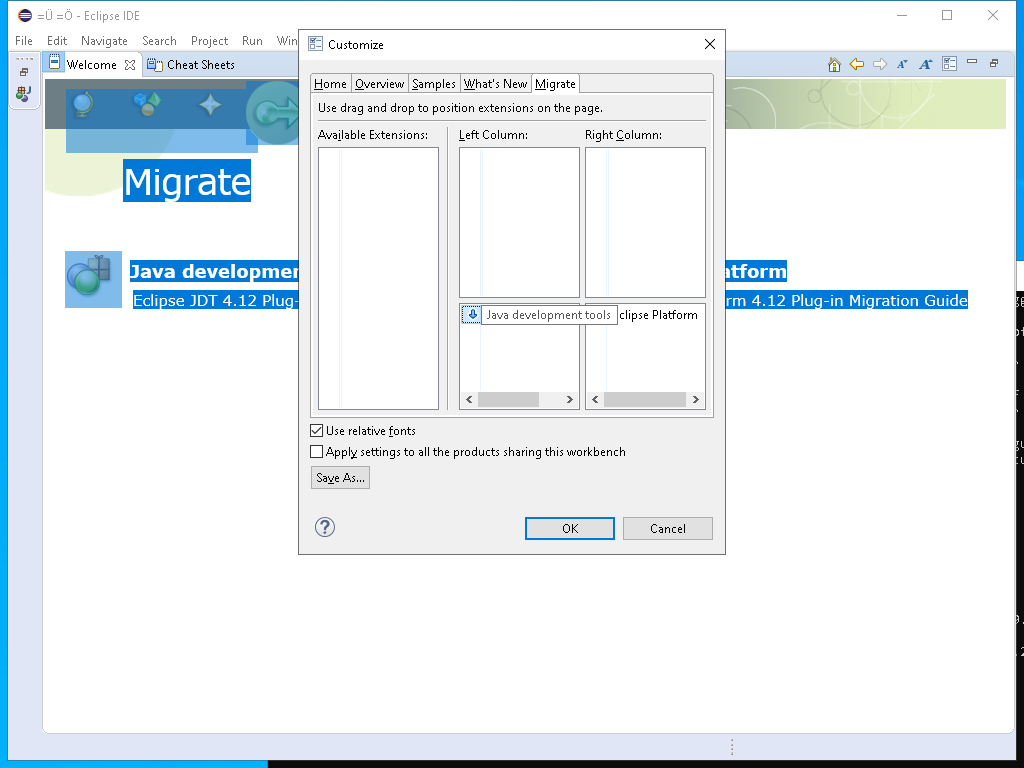 =Ü =Ö - Eclipse IDE
File Edit Navigate Search Project Run Win
Welcome
Cheat Sheets
Migrate
Java developmen
Eclipse JDT 4.12 Plug-
atform
rm 4.12 Plug-in Migration Guide
Customize
Home Overview Samples What's New Migrate
Use drag and drop to position extensions on the page.
Available Extensions: Left Column: Right Column:
Java development tools
clipse Platform
Use relative fonts
Apply settings to all the products sharing this workbench
Save As...
?
OK Cancel